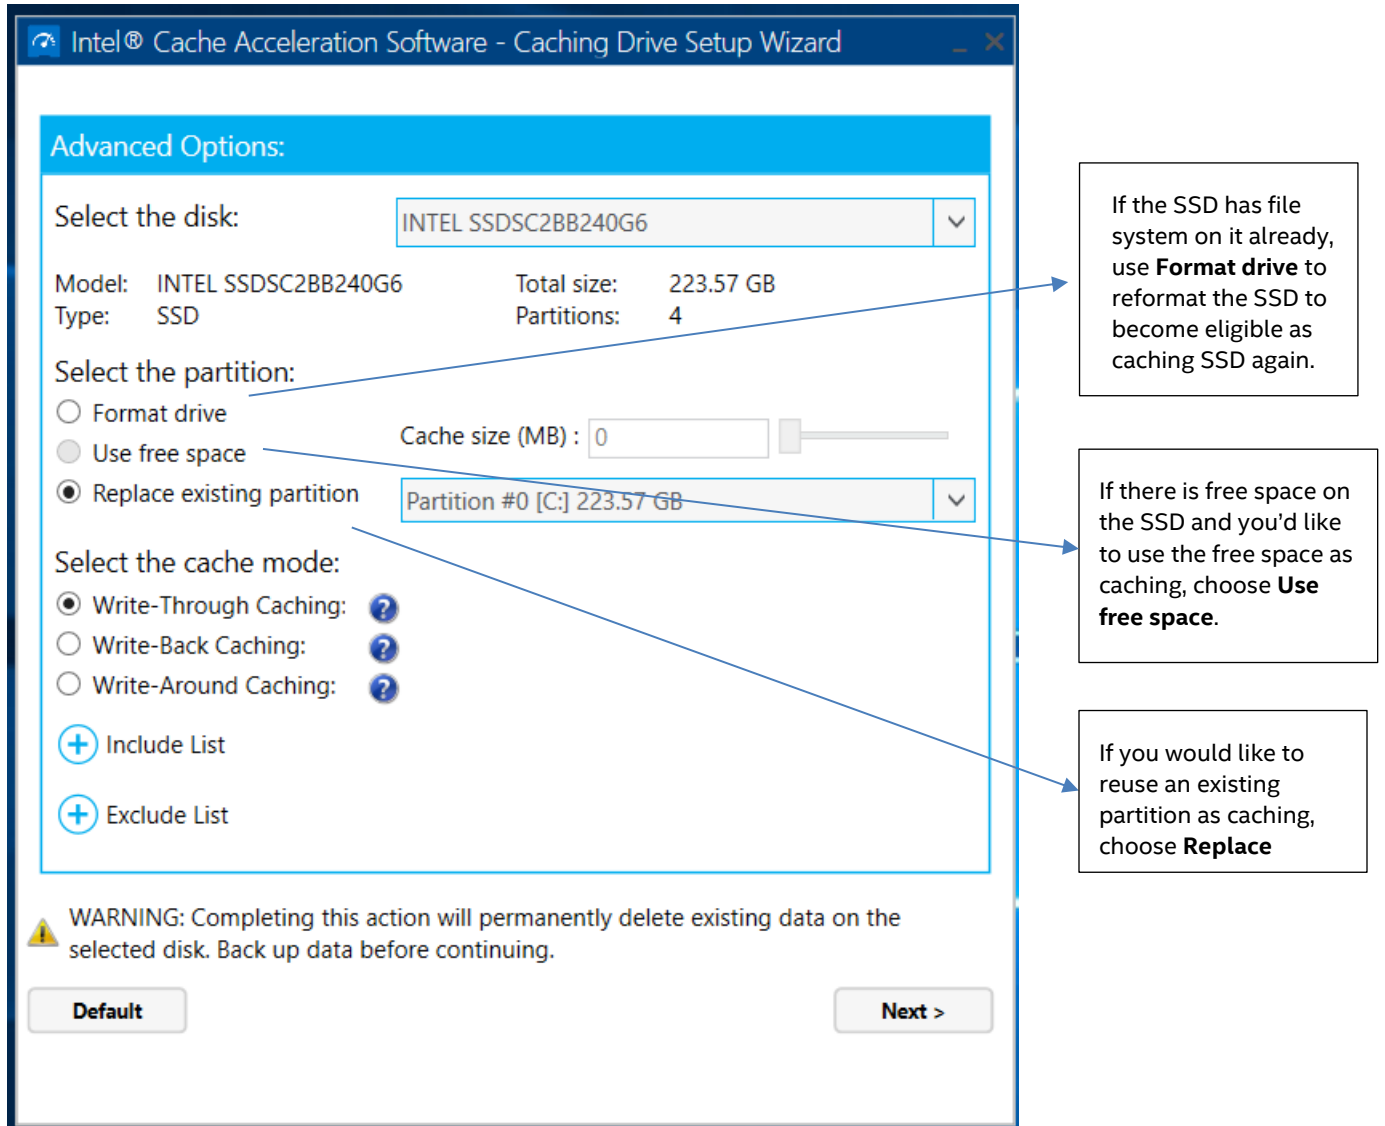 Intel® Cache Acceleration Software - Caching Drive Setup Wizard
Advanced Options:
Select the disk:
INTEL SSDSC2BB240G6
Model: INTEL SSDSC2BB240G6 Total size: 223.57 GB
Type: SSD Partitions: 4
Select the partition:
Format drive
Use free space
Cache size (MB) : 0
Replace existing partition
Partition #0 [C:] 223.57 GB
Select the cache mode:
Write-Through Caching: ?
Write-Back Caching: ?
Write-Around Caching: ?
Include List
Exclude List
WARNING: Completing this action will permanently delete existing data on the
selected disk. Back up data before continuing.
Default
Next >
If the SSD has file
system on it already,
use Format drive to
reformat the SSD to
become eligible as
caching SSD again.
If there is free space on
the SSD and you’d like
to use the free space as
caching, choose Use
free space.
If you would like to
reuse an existing
partition as caching,
choose Replace